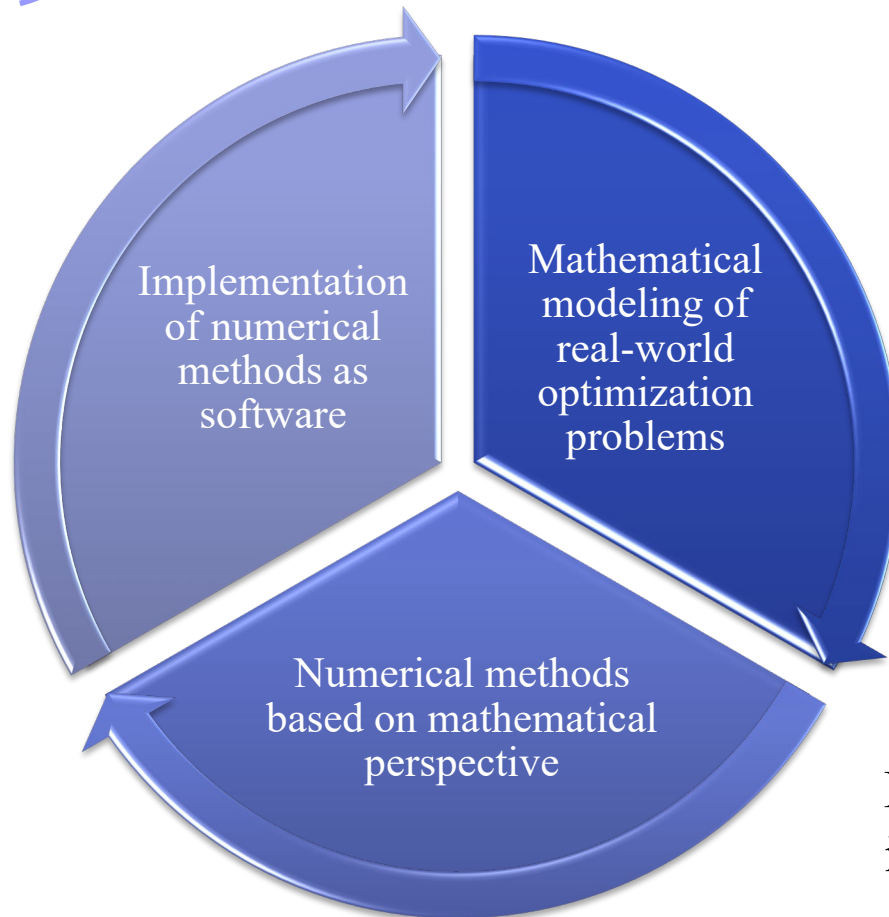 Mathematical
modeling of
real-world
optimization
problems
Numerical methods
based on mathematical
perspective
Implementation
of numerical
methods as
software